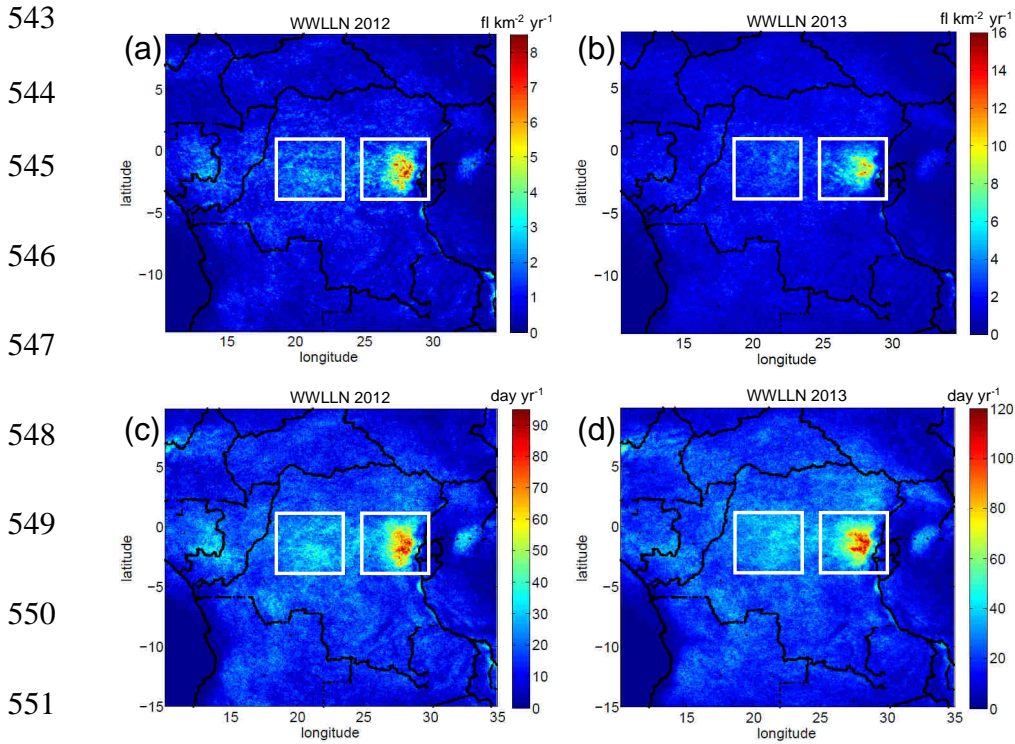 543
544
545
546
547
548
549
550
551
(a)
WWLLN 2012
fl km-2 yr-1
8
7
6
5
4
3
2
1
0
5
0
−5
−10
latitude
15 20 25 30
longitude
(b)
WWLLN 2013
fl km-2 yr-1
16
14
12
10
8
6
4
2
0
5
0
−5
−10
latitude
15 20 25 30
longitude
(c)
WWLLN 2012
day yr-1
90
80
70
60
50
40
30
20
10
0
5
0
−5
−10
−15
latitude
15 20 25 30 35
longitude
(d)
WWLLN 2013
day yr-1
120
100
80
60
40
20
0
5
0
−5
−10
−15
latitude
15 20 25 30 35
longitude